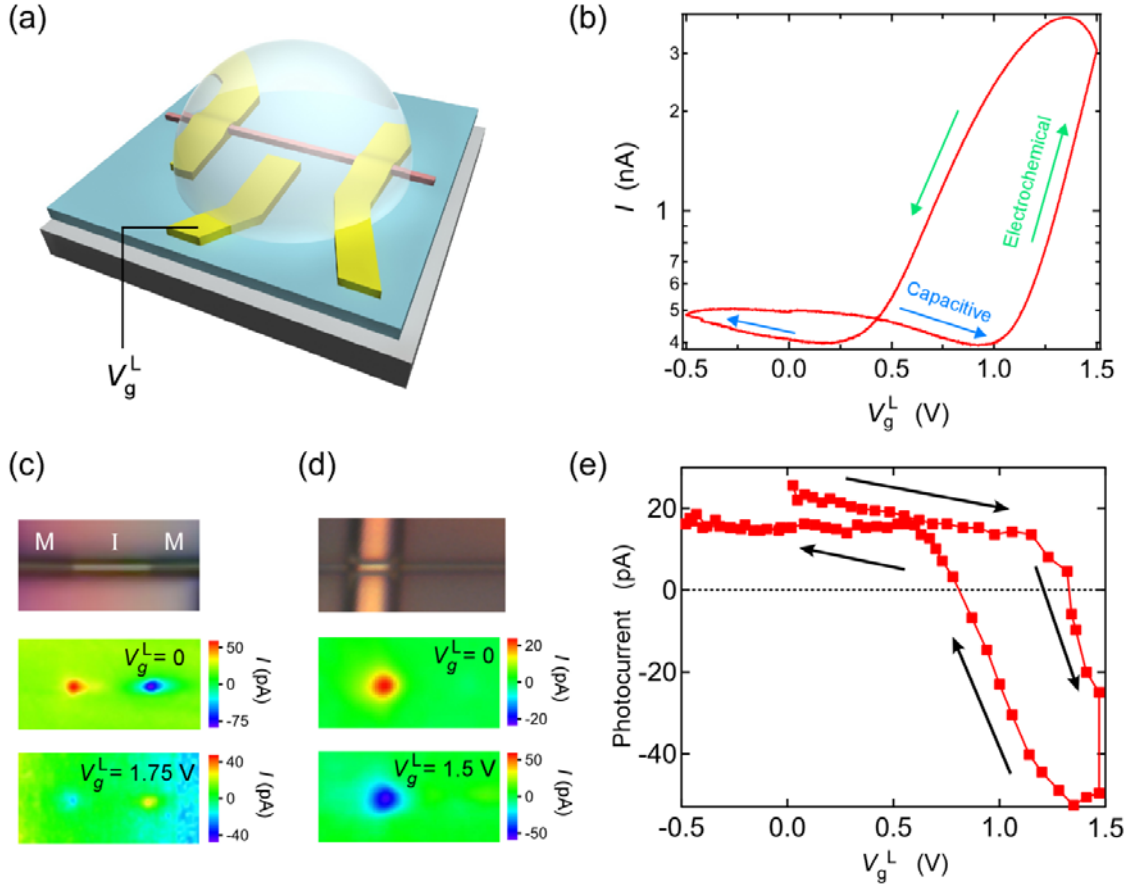 (a)
V_g^L
(b)
I (nA)
3
2
1
9
8
7
6
5
4
Electrochemical
Capacitive
-0.5 0.0 0.5 1.0 1.5
V_g^L (V)
(c)
M I M
V_g^L = 0
50
0
-75
I (pA)
V_g^L = 1.75 V
40
0
-40
I (pA)
(d)
V_g^L = 0
20
0
-20
I (pA)
V_g^L = 1.5 V
50
0
-50
I (pA)
(e)
Photocurrent (pA)
20
0
-20
-40
-0.5 0.0 0.5 1.0 1.5
V_g^L (V)